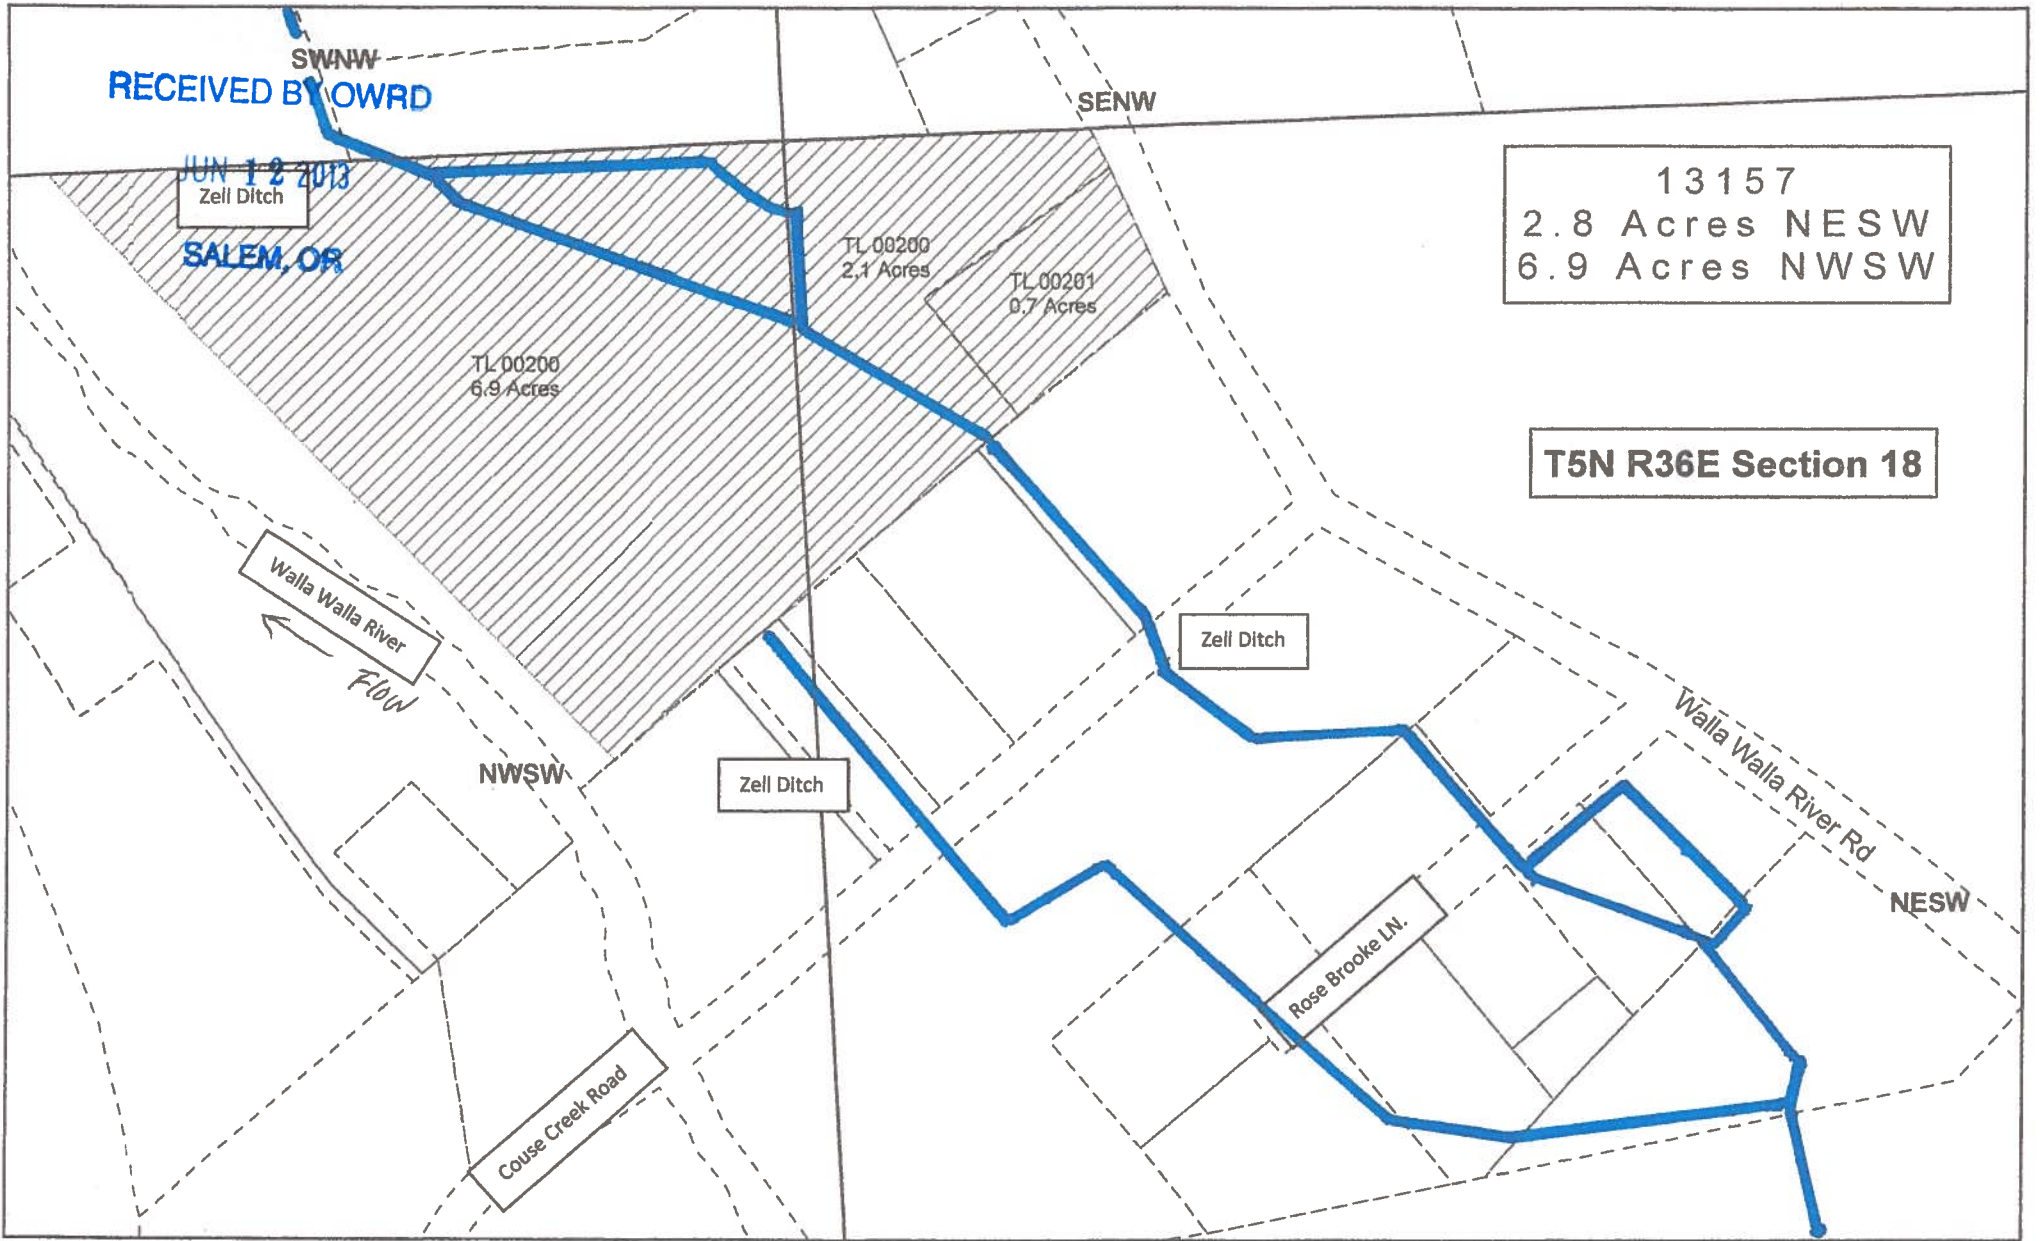 SWNW
RECEIVED BY OWRD
JUN 12 2013
Zell Ditch
SALEM, OR
SENW
13157
2.8 Acres NESW
6.9 Acres NWSW
TL 00200
2.1 Acres
TL 00201
0.7 Acres
TL 00200
6.9 Acres
T5N R36E Section 18
Walla Walla River
Flow
Zell Ditch
Walla Walla River Rd
NWSW
Zell Ditch
NESW
Rose Brooke LN.
Couse Creek Road